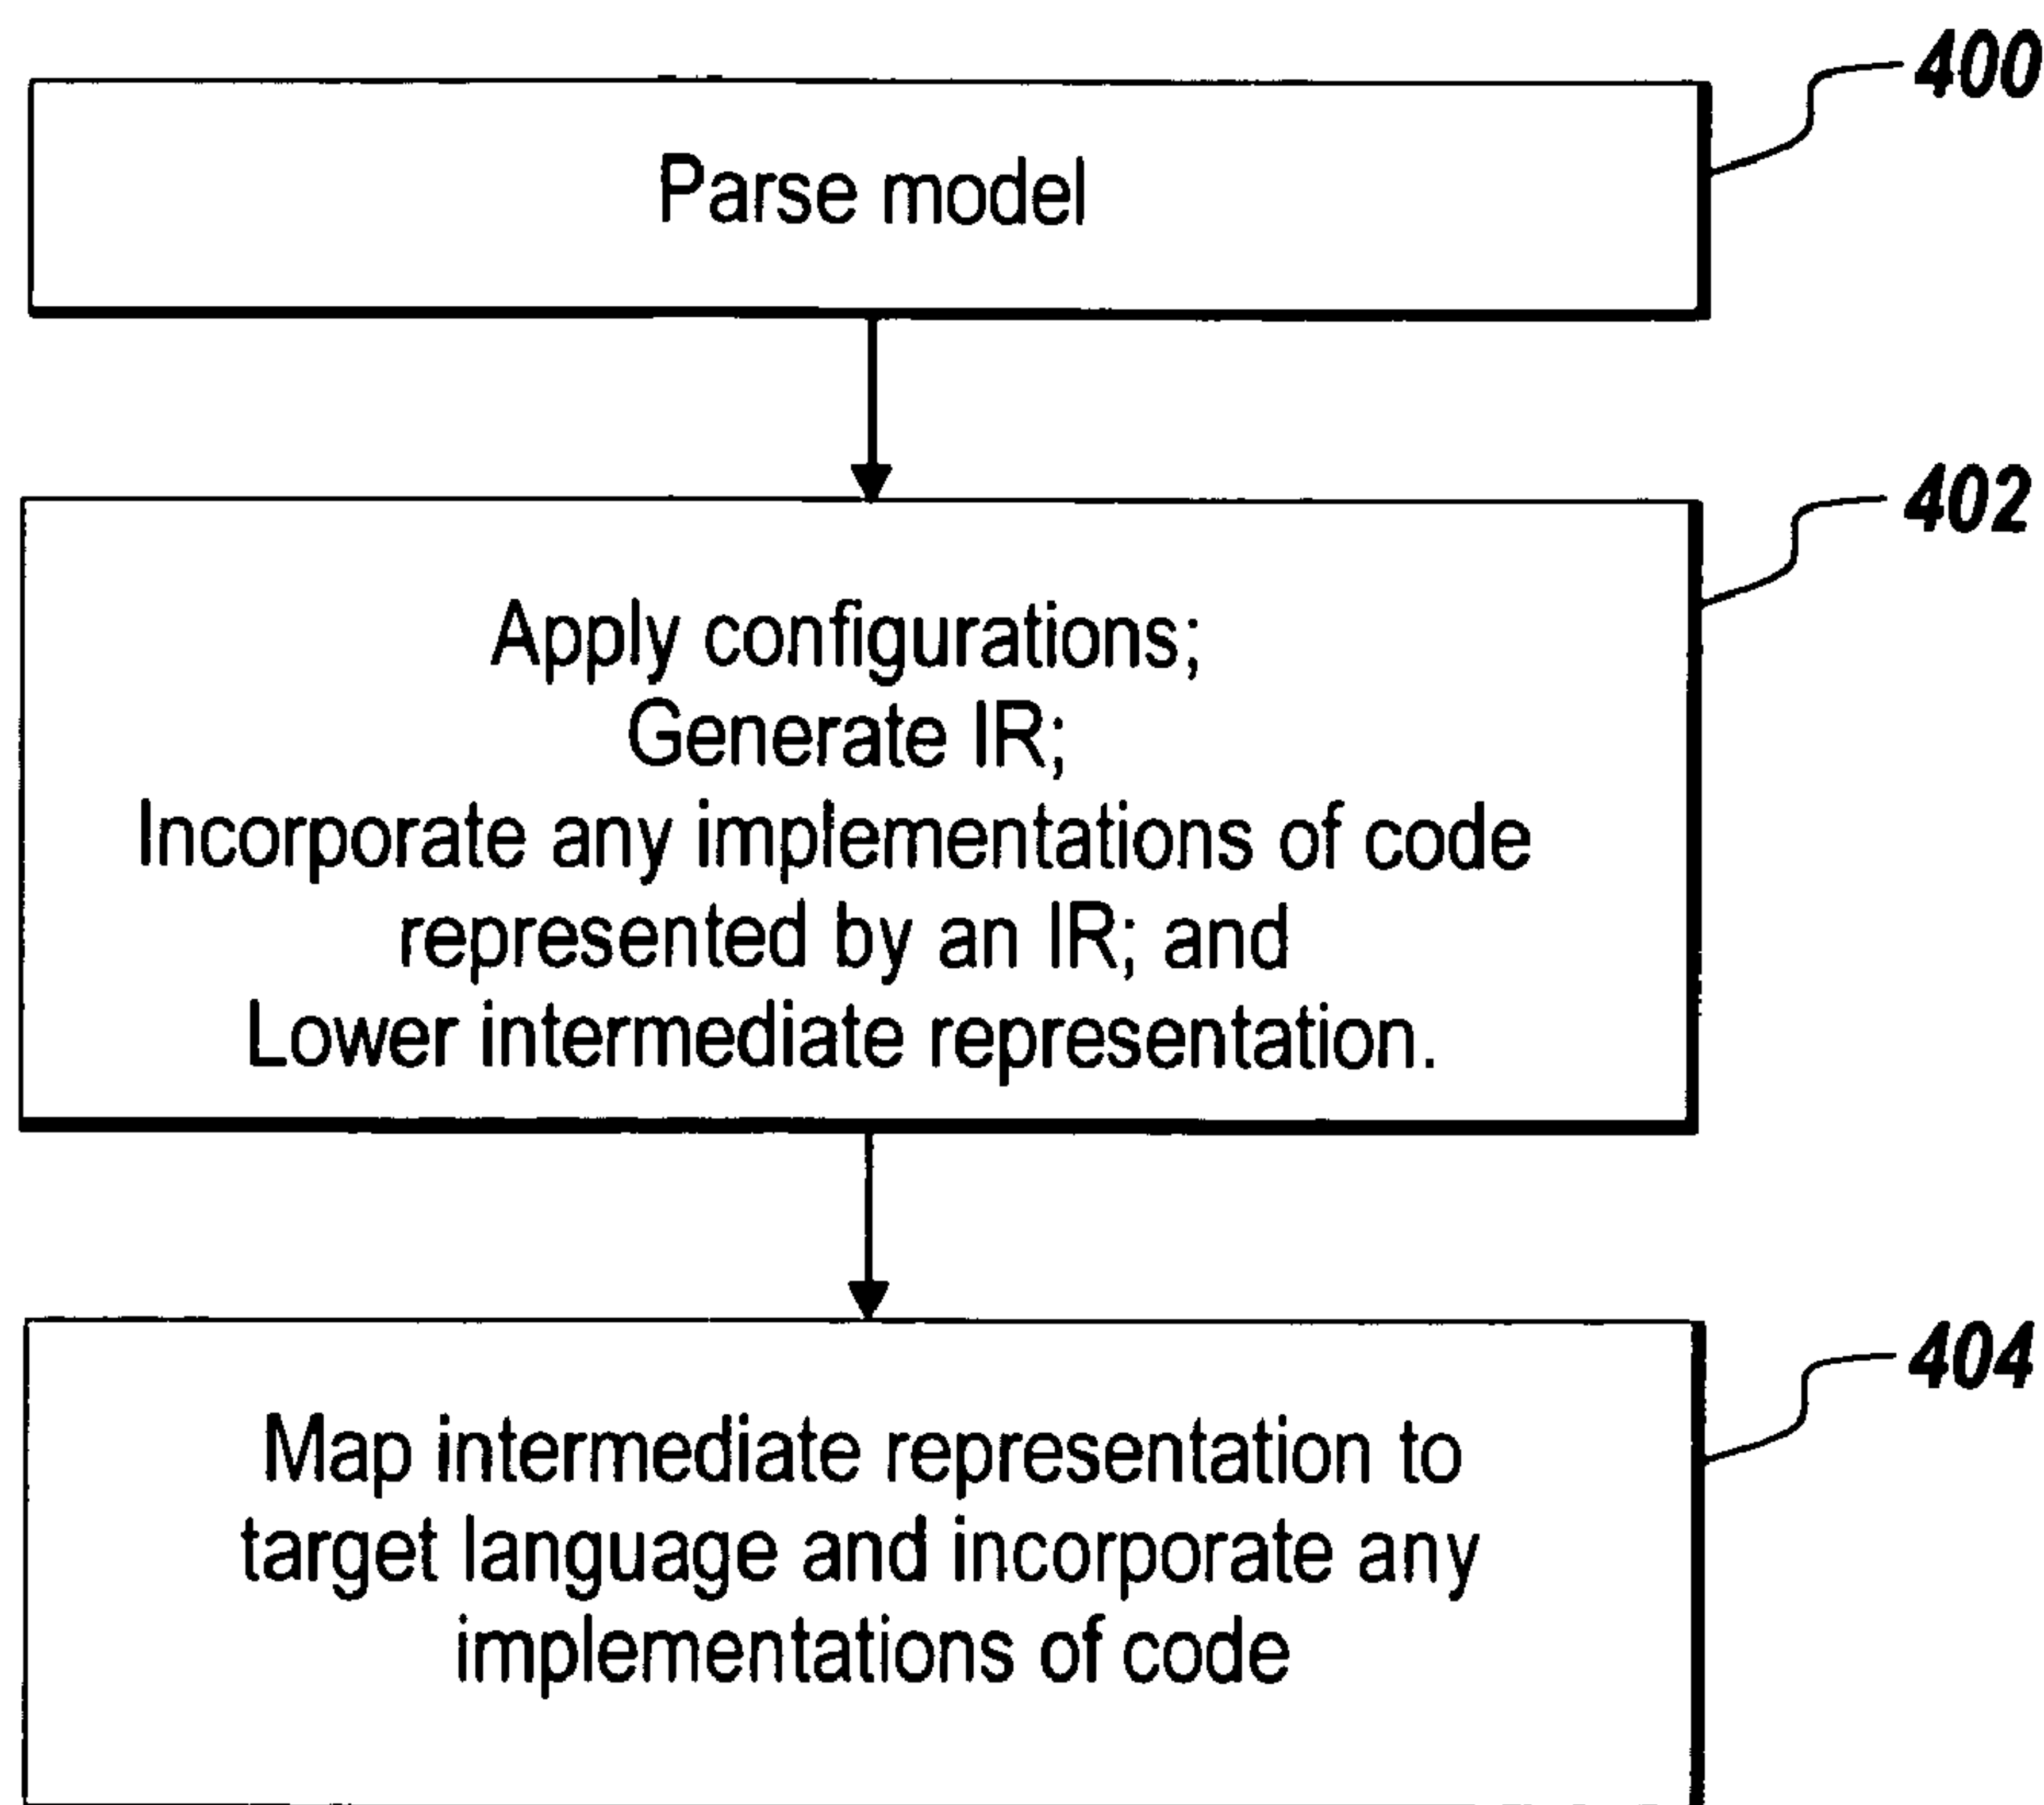 400
Parse model
402
Apply configurations;
Generate IR;
Incorporate any implementations of code
represented by an IR; and
Lower intermediate representation.
404
Map intermediate representation to
target language and incorporate any
implementations of code